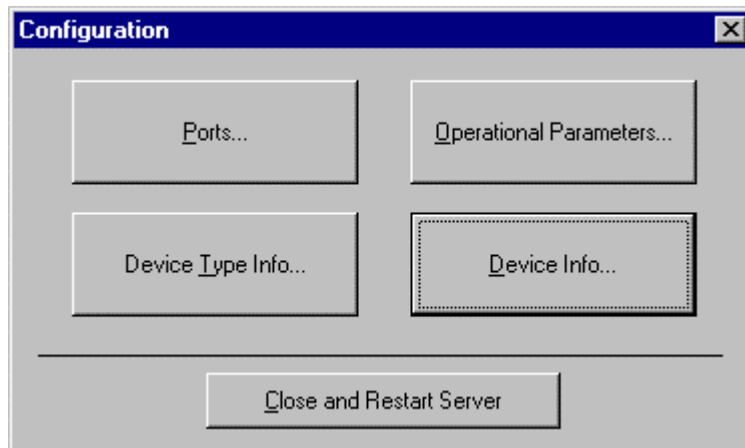 Configuration
Ports...
Operational Parameters...
Device Type Info...
Device Info...
Close and Restart Server